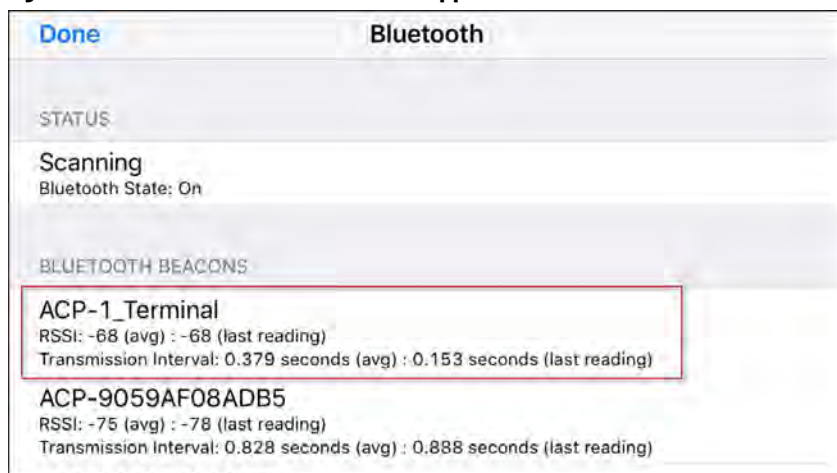 Done
Bluetooth
STATUS
Scanning
Bluetooth State: On
BLUETOOTH BEACONS
ACP-1_Terminal
RSSI: -68 (avg) : -68 (last reading)
Transmission Interval: 0.379 seconds (avg) : 0.153 seconds (last reading)
ACP-9059AF08ADB5
RSSI: -75 (avg) : -78 (last reading)
Transmission Interval: 0.828 seconds (avg) : 0.888 seconds (last reading)